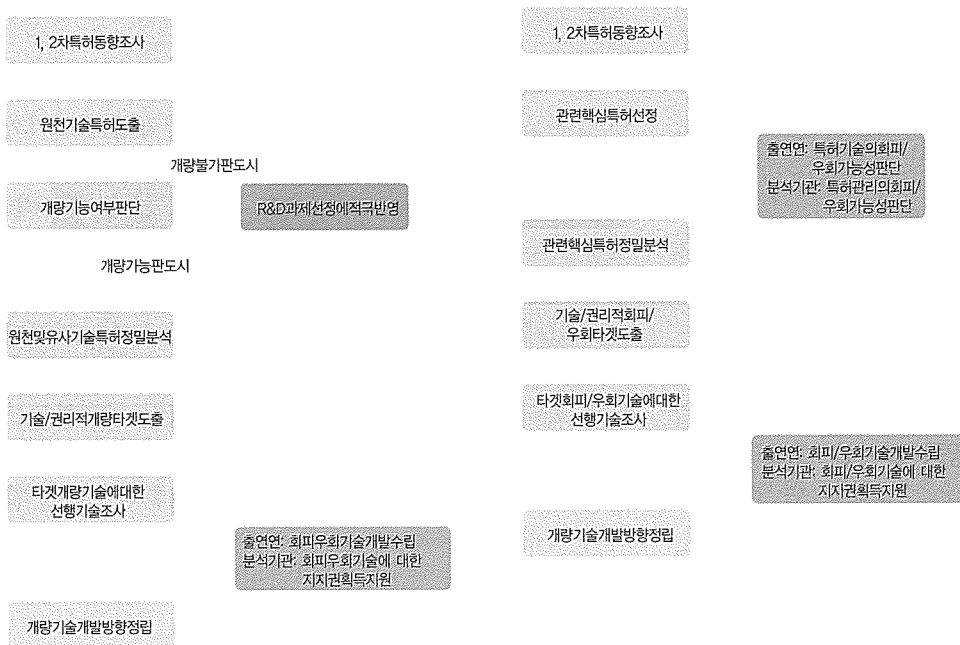 1, 2차특허동향조사
원천기술특허도출
개량불가판도시
개량기능여부판단
R&D과제선정에적극반영
개량가능판도시
원천및유사기술특허정밀분석
기술/권리적개량타겟도출
타겟개량기술에대한
선행기술조사
출연연: 회피우회기술개발수립
분석기관: 회피우회기술에 대한
지지권획득지원
개량기술개발방향정립
1, 2차특허동향조사
관련핵심특허선정
출연연: 특허기술의회피/
우회가능성판단
분석기관: 특허관리의회피/
우회가능성판단
관련핵심특허정밀분석
기술/권리적회피/
우회타겟도출
타겟회피/우회기술에대한
선행기술조사
출연연: 회피/우회기술개발수립
분석기관: 회피/우회기술에 대한
지지권획득지원
개량기술개발방향정립